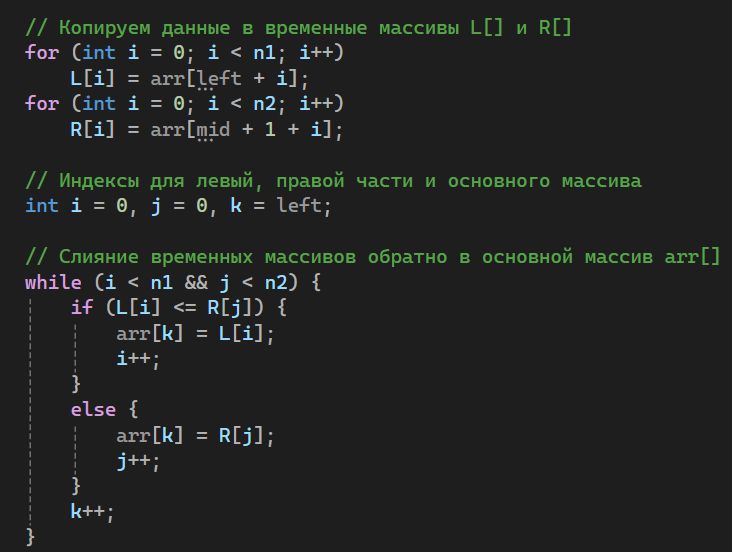 // Копируем данные в временные массивы L[] и R[]
for (int i = 0; i < n1; i++)
    L[i] = arr[left + i];
for (int i = 0; i < n2; i++)
    R[i] = arr[mid + 1 + i];

// Индексы для левый, правой части и основного массива
int i = 0, j = 0, k = left;

// Слияние временных массивов обратно в основной массив arr[]
while (i < n1 && j < n2) {
    if (L[i] <= R[j]) {
        arr[k] = L[i];
        i++;
    }
    else {
        arr[k] = R[j];
        j++;
    }
    k++;
}